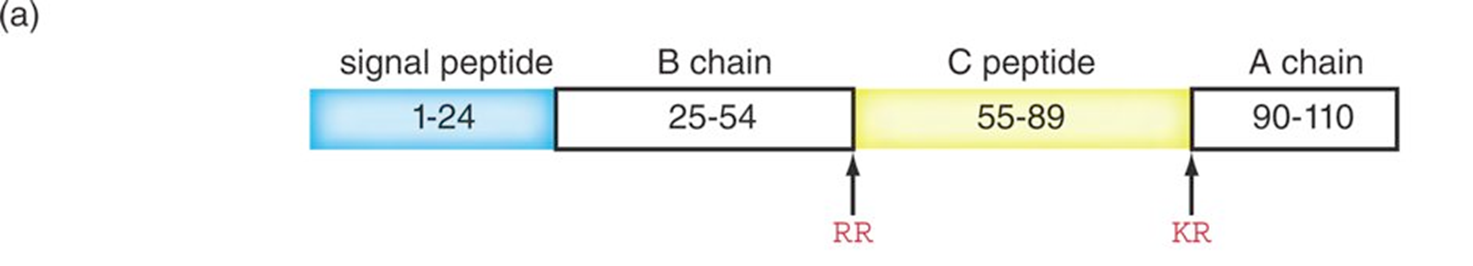 (a)
signal peptide B chain C peptide A chain
1-24 25-54 55-89 90-110
RR KR